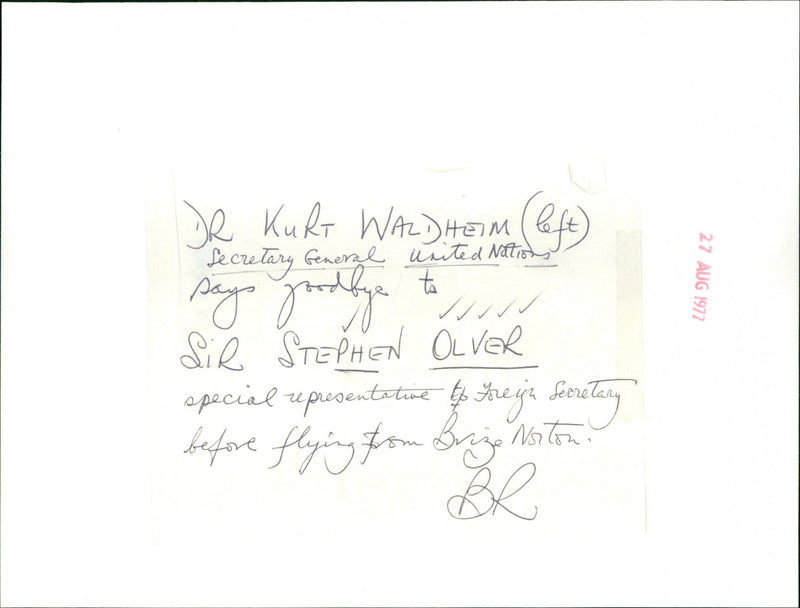 DR KURT WALDHEIM (left)
Secretary General United Nations
says goodbye to
SIR STEPHEN OLVER
special representative to Foreign Secretary
before flying from Brize Norton.
BR
27 AUG 1977